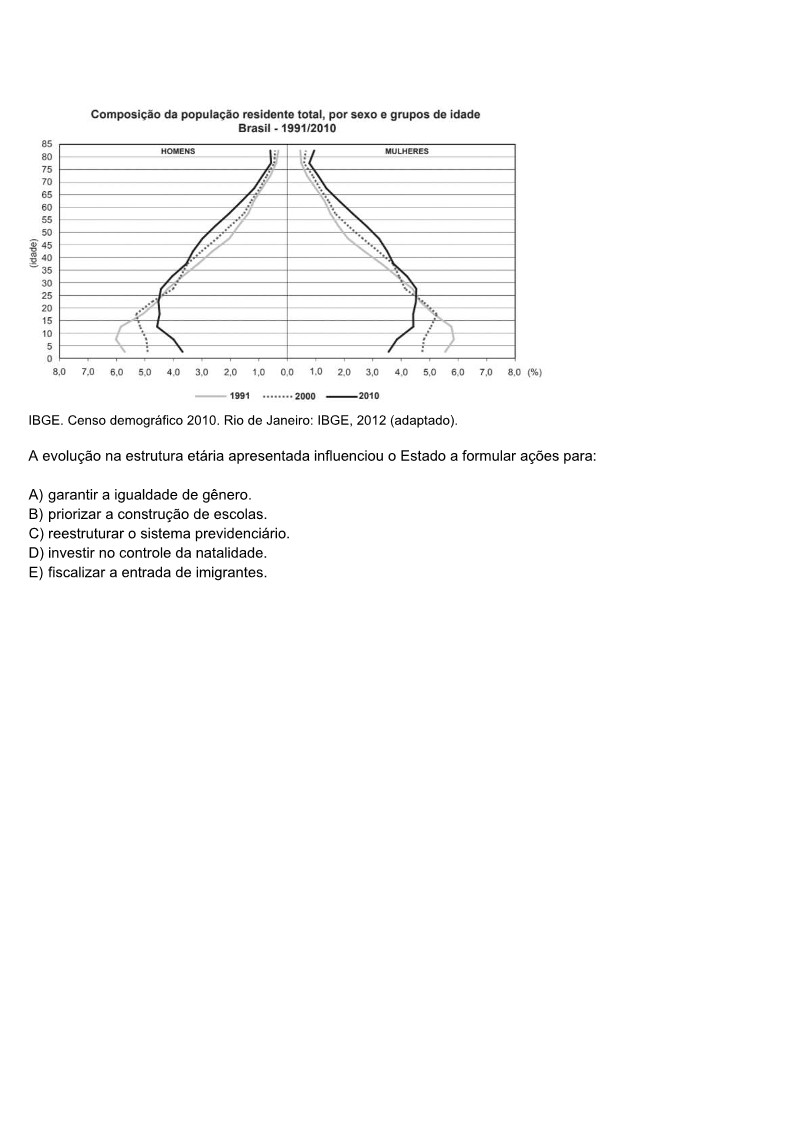 Composição da população residente total, por sexo e grupos de idade
Brasil - 1991/2010
HOMENS
MULHERES
(idade)
85
80
75
70
65
60
55
50
45
40
35
30
25
20
15
10
5
0
8,0 7,0 6,0 5,0 4,0 3,0 2,0 1,0 0,0 1,0 2,0 3,0 4,0 5,0 6,0 7,0 8,0 (%)
1991 2000 2010
IBGE. Censo demográfico 2010. Rio de Janeiro: IBGE, 2012 (adaptado).
A evolução na estrutura etária apresentada influenciou o Estado a formular ações para:
A) garantir a igualdade de gênero.
B) priorizar a construção de escolas.
C) reestruturar o sistema previdenciário.
D) investir no controle da natalidade.
E) fiscalizar a entrada de imigrantes.